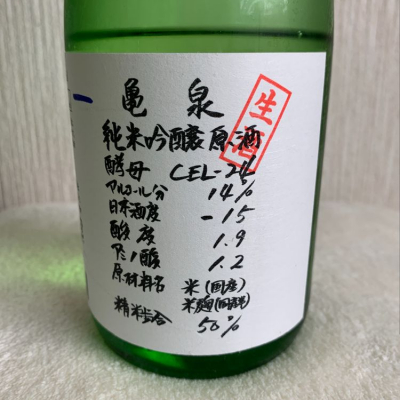 亀泉
生酒
純米吟醸原酒
酵母 CEL-24
アルコール分 14%
日本酒度 -15
酸度 1.9
アミノ酸 1.2
原材料名 米(国産)
米麹(国産)
精米歩合 50%